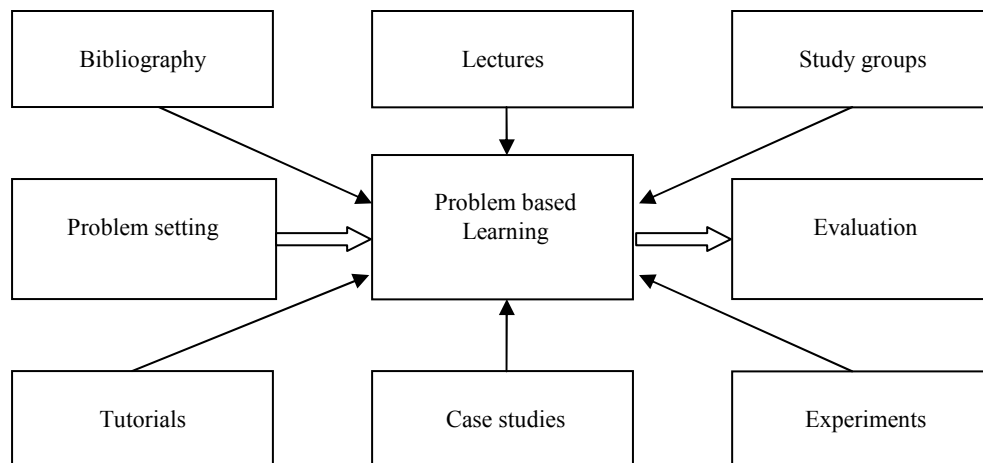 Bibliography
Lectures
Study groups
Problem setting
Problem based
Learning
Evaluation
Tutorials
Case studies
Experiments